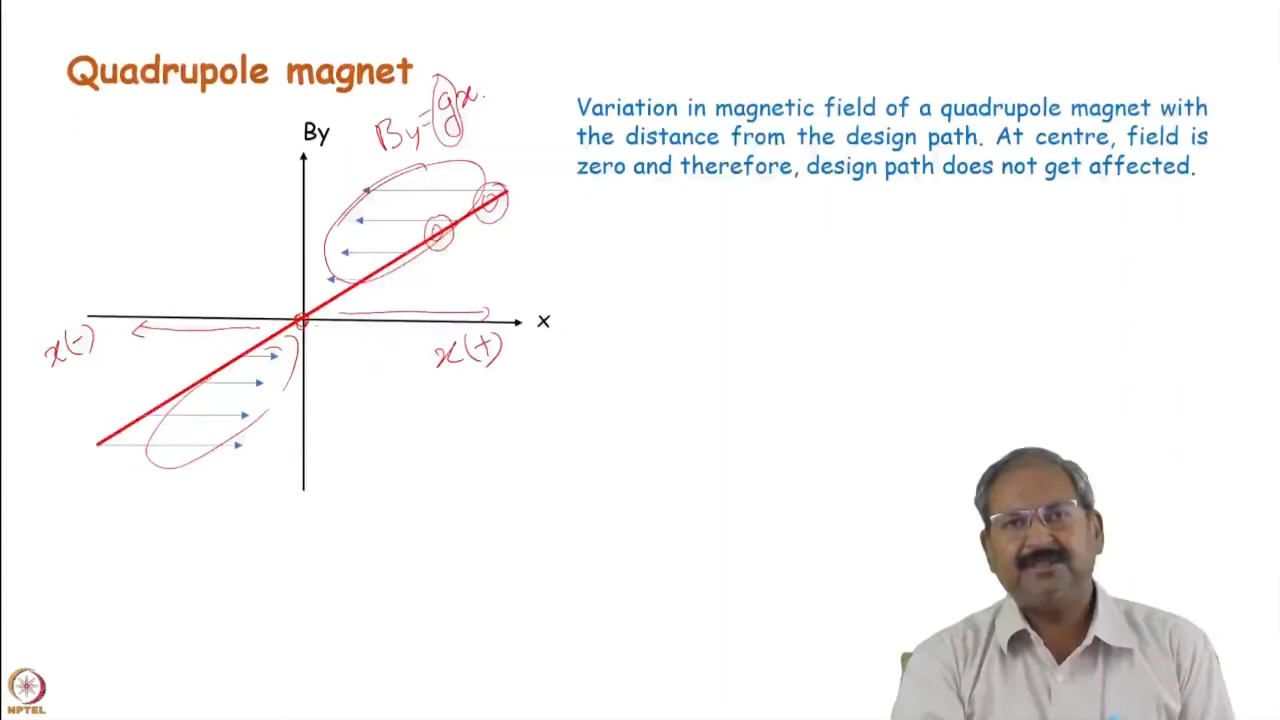 Quadrupole magnet
By = gx
By
Variation in magnetic field of a quadrupole magnet with
the distance from the design path. At centre, field is
zero and therefore, design path does not get affected.
x
x(-)
x(+)
NPTEL